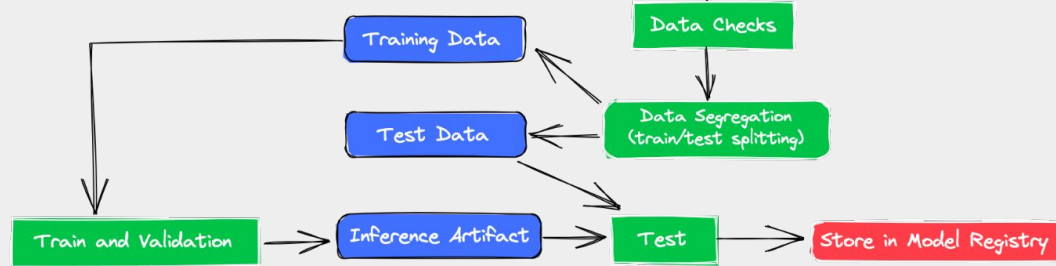 Data Checks
Training Data
Data Segregation
(train/test splitting)
Test Data
Train and Validation
Inference Artifact
Test
Store in Model Registry